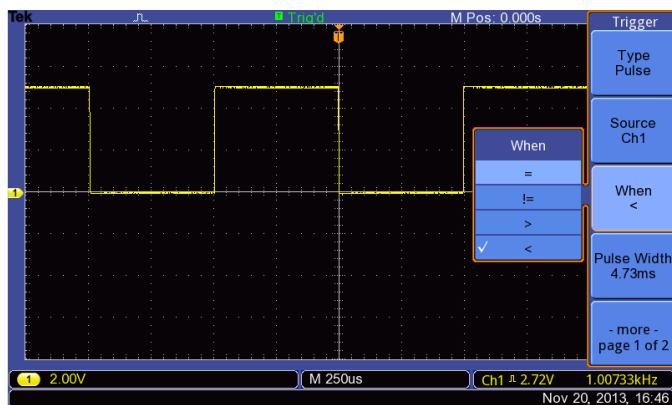 Tek
Trig'd
M Pos: 0.000s
Trigger
T
Type
Pulse
Source
Ch1
When
=
!=
>
✓ <
When
<
1
Pulse Width
4.73ms
- more -
page 1 of 2
1 2.00V
M 250us
Ch1 2.72V
1.00733kHz
Nov 20, 2013, 16:46